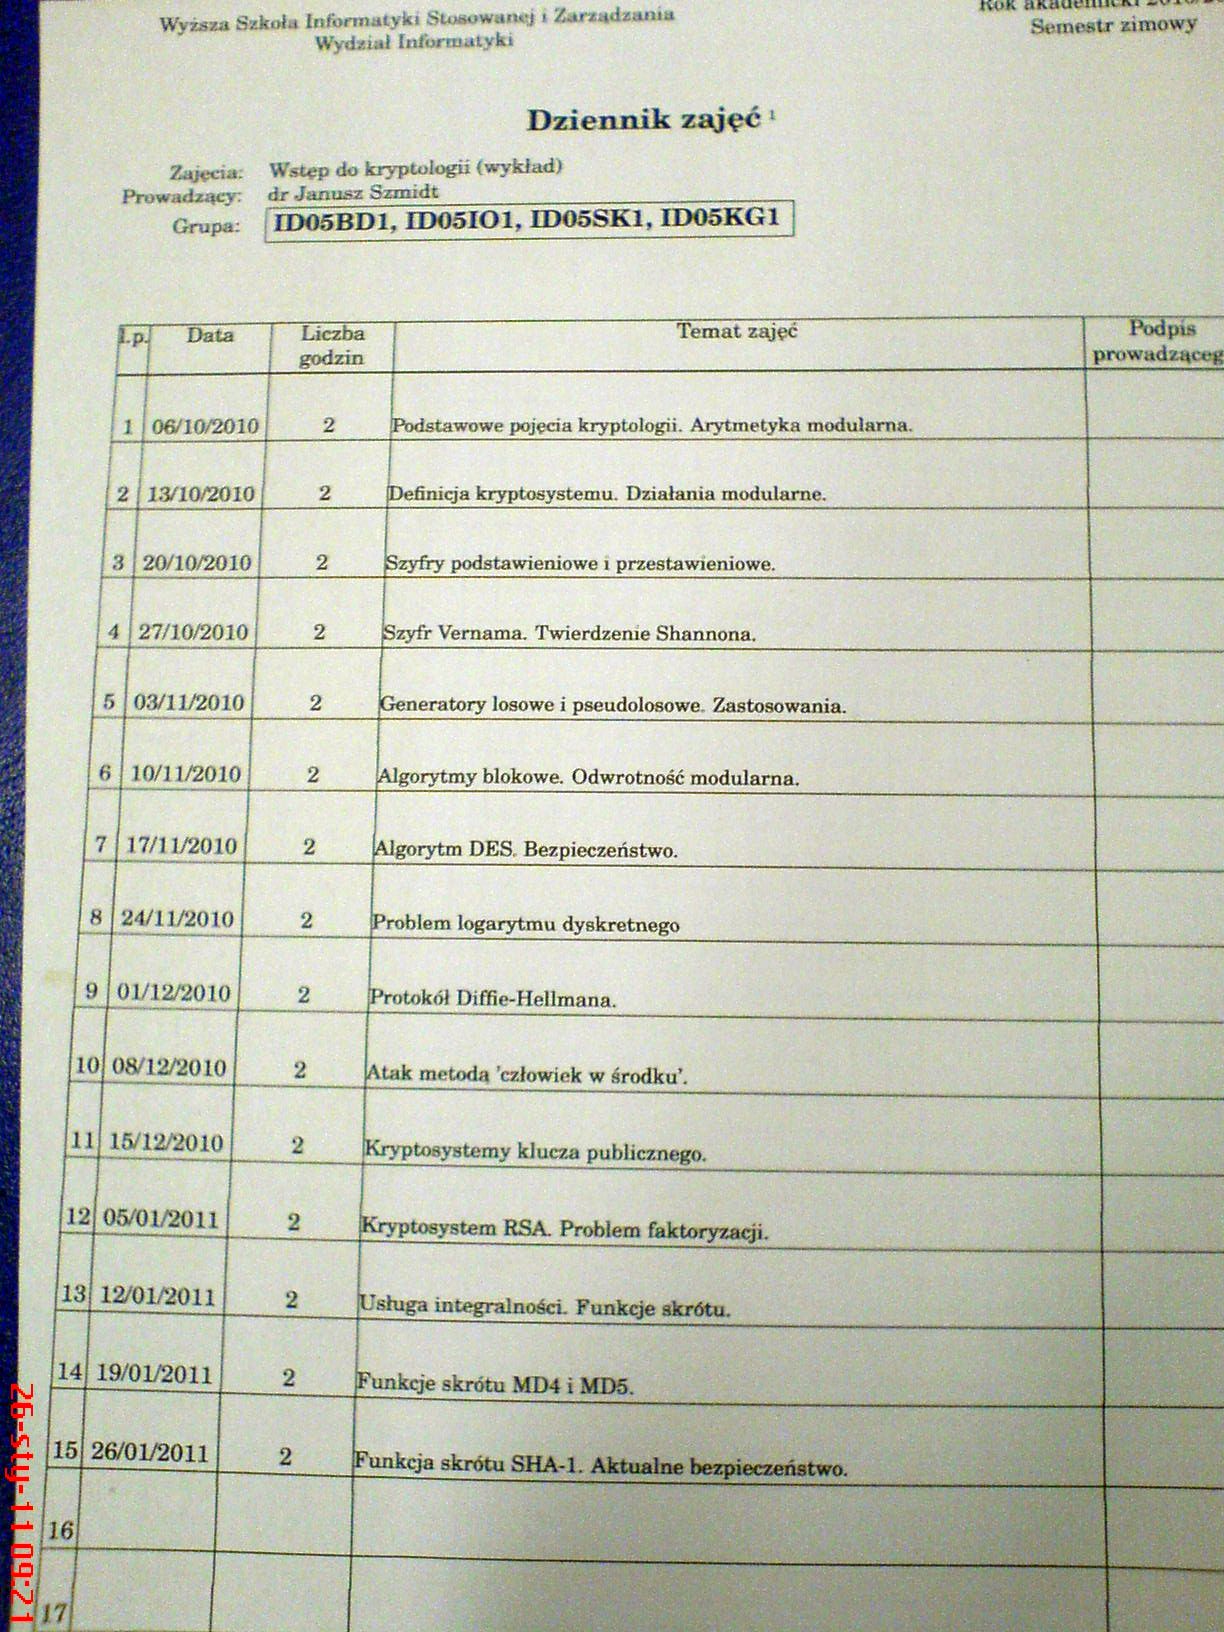 Wyższa Szkoła Informatyki Stosowanej i Zarządzania
Wydział Informatyki
Rok akademicki
Semestr zimowy
Dziennik zajęć 1
Zajęcia: Wstęp do kryptologii (wykład)
Prowadzący: dr Janusz Szmidt
Grupa: ID05BD1, ID05IO1, ID05SK1, ID05KG1
Lp. Data Liczba godzin Temat zajęć Podpis prowadząceg
1 06/10/2010 2 Podstawowe pojęcia kryptologii. Arytmetyka modularna.
2 13/10/2010 2 Definicja kryptosystemu. Działania modularne.
3 20/10/2010 2 Szyfry podstawieniowe i przestawieniowe.
4 27/10/2010 2 Szyfr Vernama. Twierdzenie Shannona.
5 03/11/2010 2 Generatory losowe i pseudolosowe. Zastosowania.
6 10/11/2010 2 Algorytmy blokowe. Odwrotność modularna.
7 17/11/2010 2 Algorytm DES. Bezpieczeństwo.
8 24/11/2010 2 Problem logarytmu dyskretnego
9 01/12/2010 2 Protokół Diffie-Hellmana.
10 08/12/2010 2 Atak metodą 'człowiek w środku'.
11 15/12/2010 2 Kryptosystemy klucza publicznego.
12 05/01/2011 2 Kryptosystem RSA. Problem faktoryzacji.
13 12/01/2011 2 Usługa integralności. Funkcje skrótu.
14 19/01/2011 2 Funkcje skrótu MD4 i MD5.
15 26/01/2011 2 Funkcja skrótu SHA-1. Aktualne bezpieczeństwo.
16
17
26-sty-11 09:21